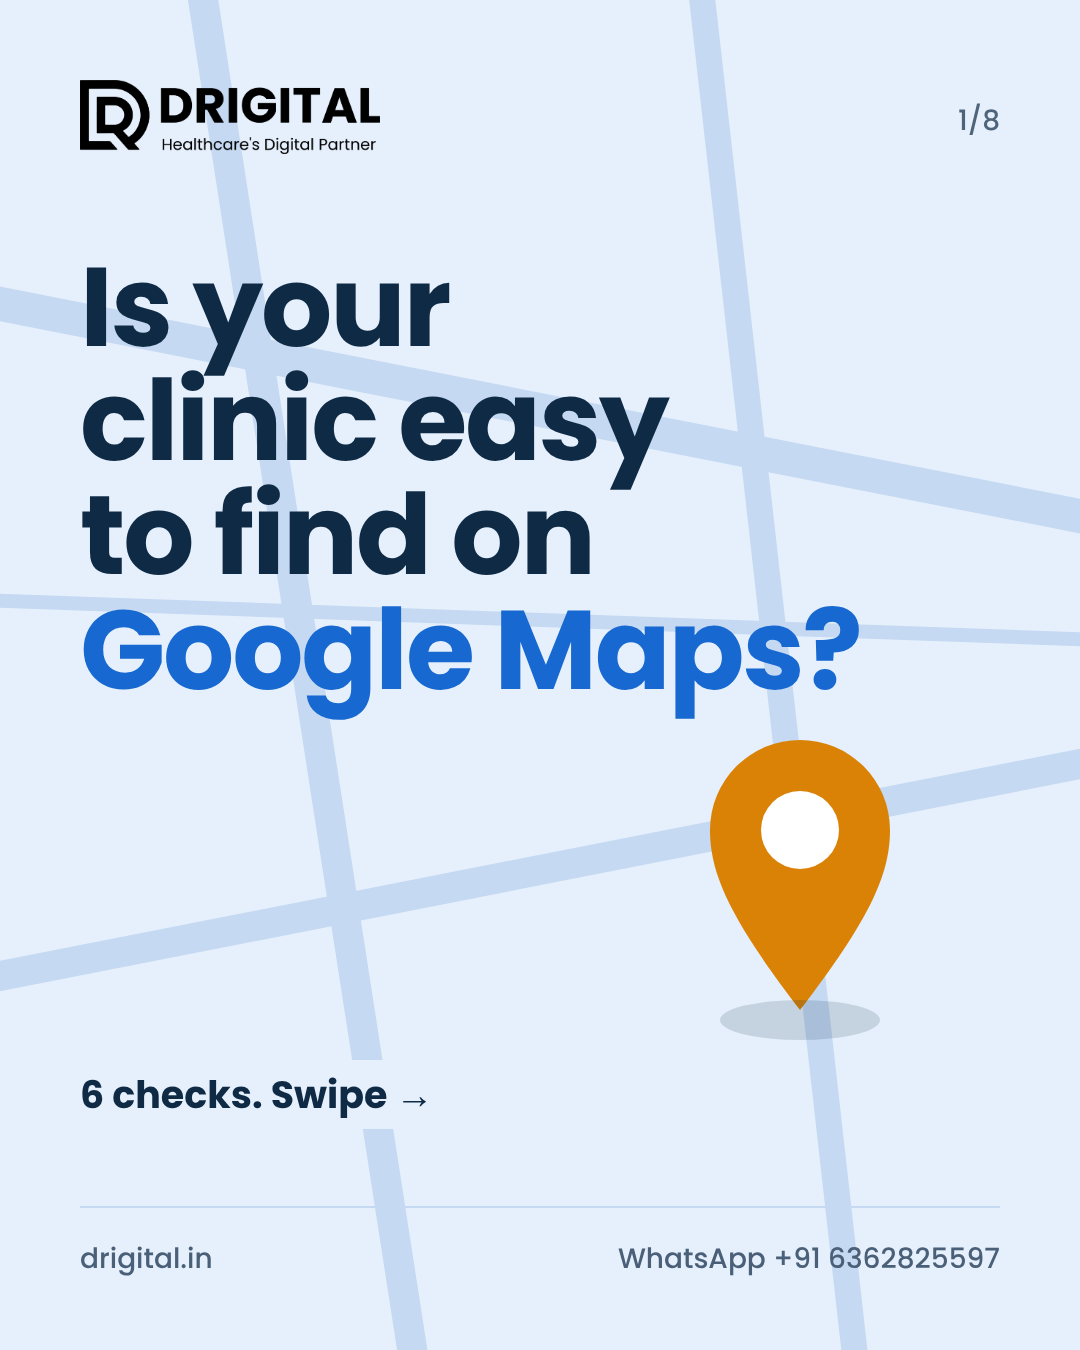 DRIGITAL
Healthcare's Digital Partner
1/8
Is your
clinic easy
to find on
Google Maps?
6 checks. Swipe →
drigital.in
WhatsApp +91 6362825597